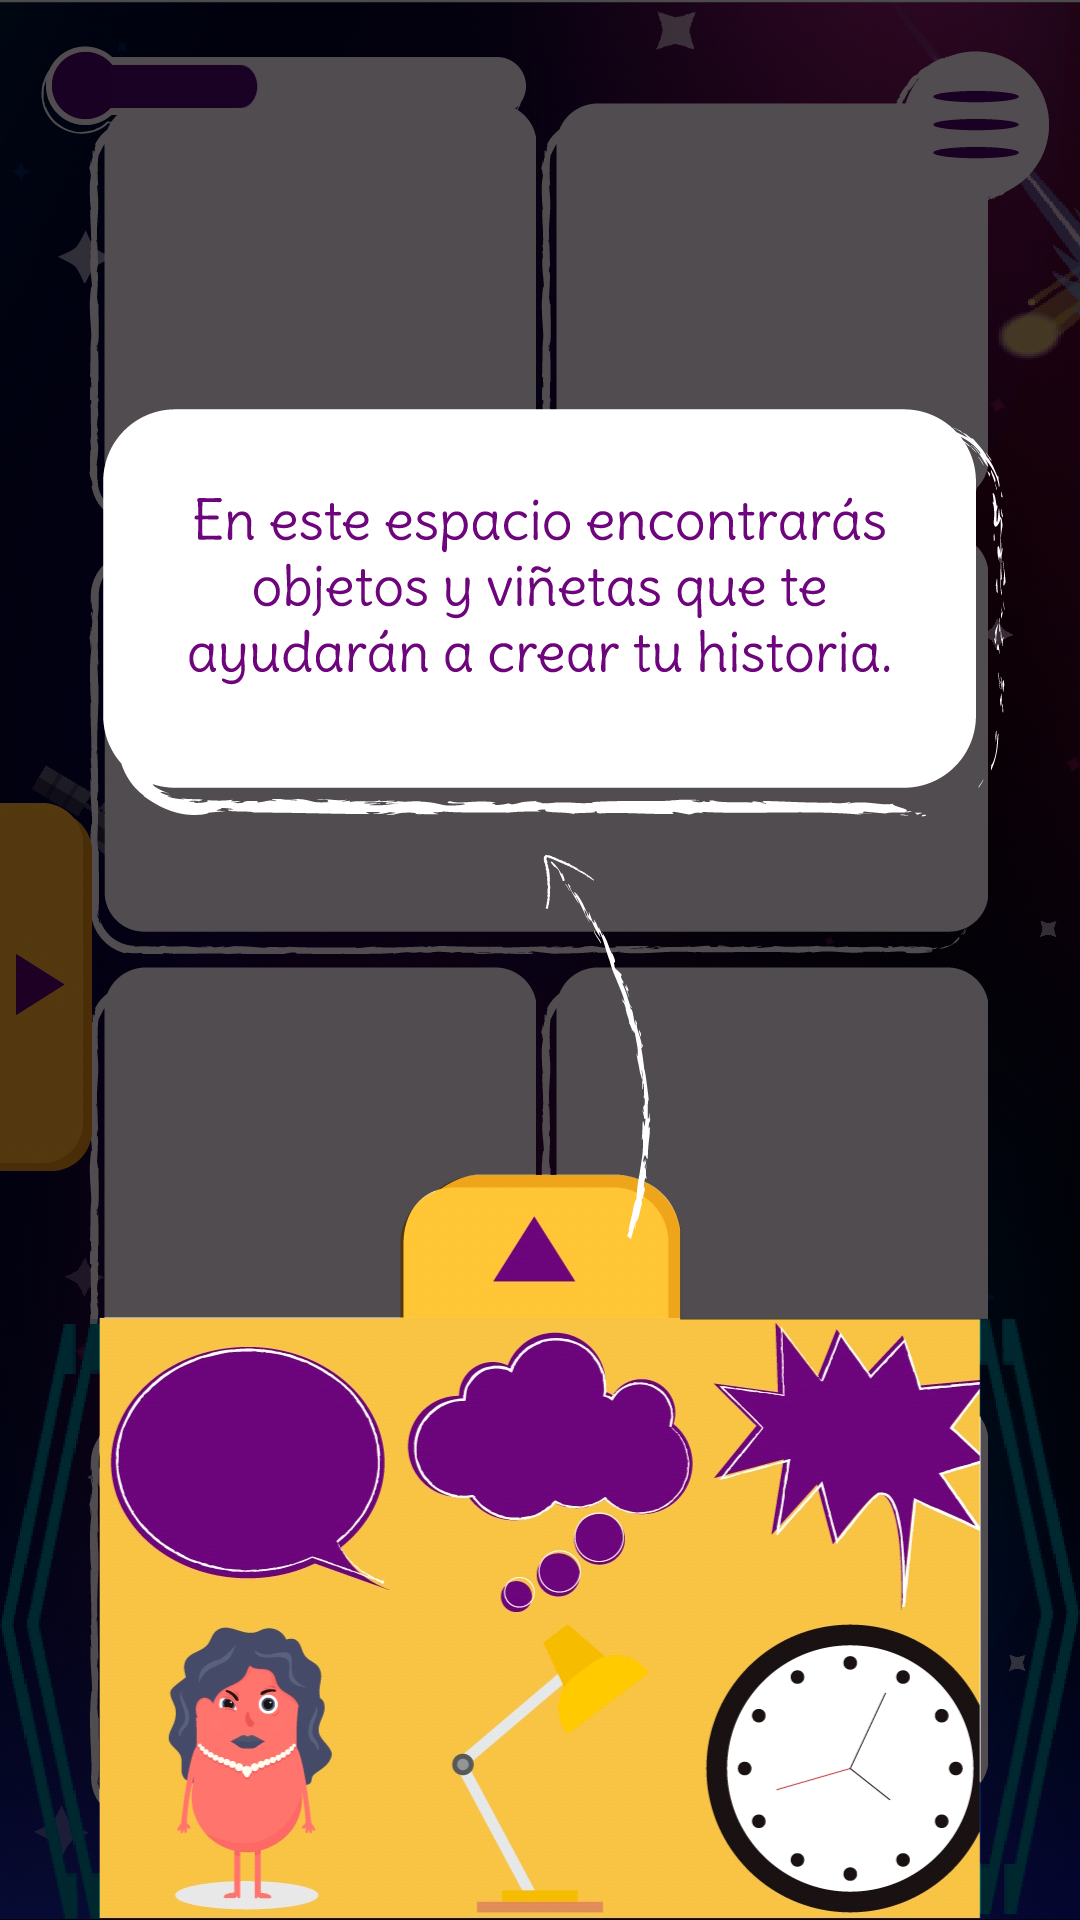 En este espacio encontrarás
objetos y viñetas que te
ayudarán a crear tu historia.